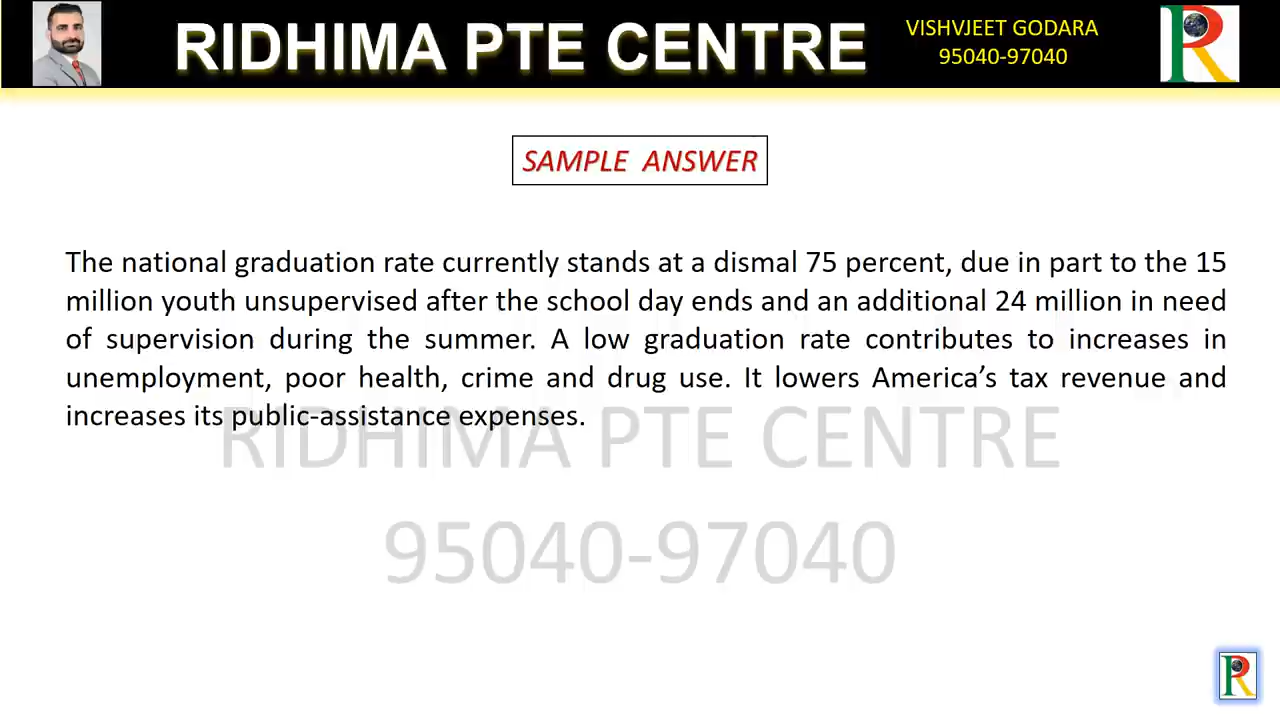 RIDHIMA PTE CENTRE
VISHVJEET GODARA
95040-97040
R
SAMPLE ANSWER
The national graduation rate currently stands at a dismal 75 percent, due in part to the 15
million youth unsupervised after the school day ends and an additional 24 million in need
of supervision during the summer. A low graduation rate contributes to increases in
unemployment, poor health, crime and drug use. It lowers America’s tax revenue and
increases its public-assistance expenses.
RIDHIMA PTE CENTRE
95040-97040
R